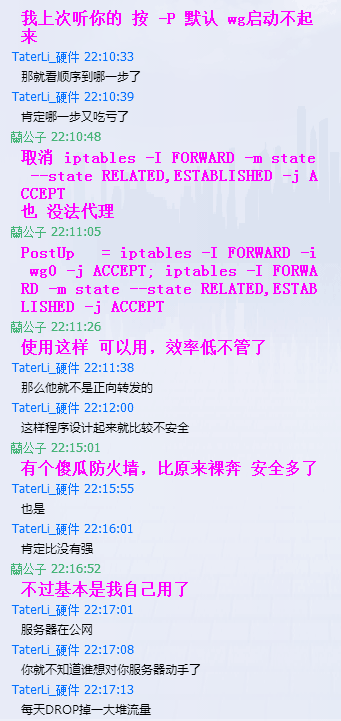 我上次听你的 按 -P 默认 wg启动不起
来
TaterLi_硬件 22:10:33
那就看顺序到哪一步了
TaterLi_硬件 22:10:39
肯定哪一步又吃亏了
蘭公子 22:10:48
取消 iptables -I FORWARD -m state
 --state RELATED,ESTABLISHED -j A
CCEPT
也 没法代理
蘭公子 22:11:05
PostUp   = iptables -I FORWARD -i
 wg0 -j ACCEPT; iptables -I FORWA
RD -m state --state RELATED,ESTAB
LISHED -j ACCEPT
蘭公子 22:11:26
使用这样 可以用，效率低不管了
TaterLi_硬件 22:11:38
那么他就不是正向转发的
TaterLi_硬件 22:12:00
这样程序设计起来就比较不安全
蘭公子 22:15:01
有个傻瓜防火墙，比原来裸奔 安全多了
TaterLi_硬件 22:15:55
也是
TaterLi_硬件 22:16:01
肯定比没有强
蘭公子 22:16:52
不过基本是我自己用了
TaterLi_硬件 22:17:01
服务器在公网
TaterLi_硬件 22:17:08
你就不知道谁想对你服务器动手了
TaterLi_硬件 22:17:13
每天DROP掉一大堆流量